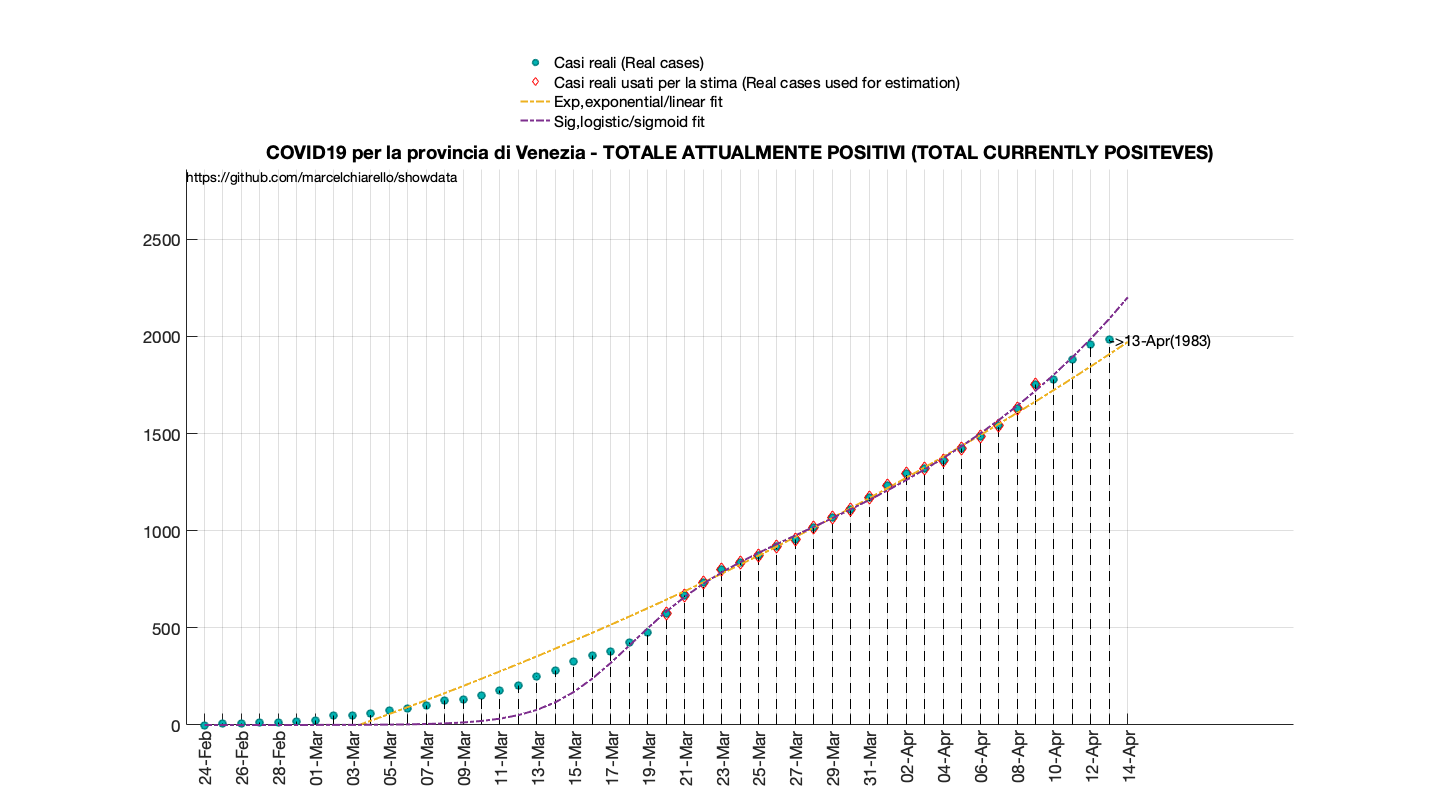 Casi reali (Real cases)
Casi reali usati per la stima (Real cases used for estimation)
Exp,exponential/linear fit
Sig,logistic/sigmoid fit
COVID19 per la provincia di Venezia - TOTALE ATTUALMENTE POSITIVI (TOTAL CURRENTLY POSITEVES)
https://github.com/marcelchiarello/showdata
2500
2000
->13-Apr(1983)
1500
1000
500
0
24-Feb
26-Feb
28-Feb
01-Mar
03-Mar
05-Mar
07-Mar
09-Mar
11-Mar
13-Mar
15-Mar
17-Mar
19-Mar
21-Mar
23-Mar
25-Mar
27-Mar
29-Mar
31-Mar
02-Apr
04-Apr
06-Apr
08-Apr
10-Apr
12-Apr
14-Apr